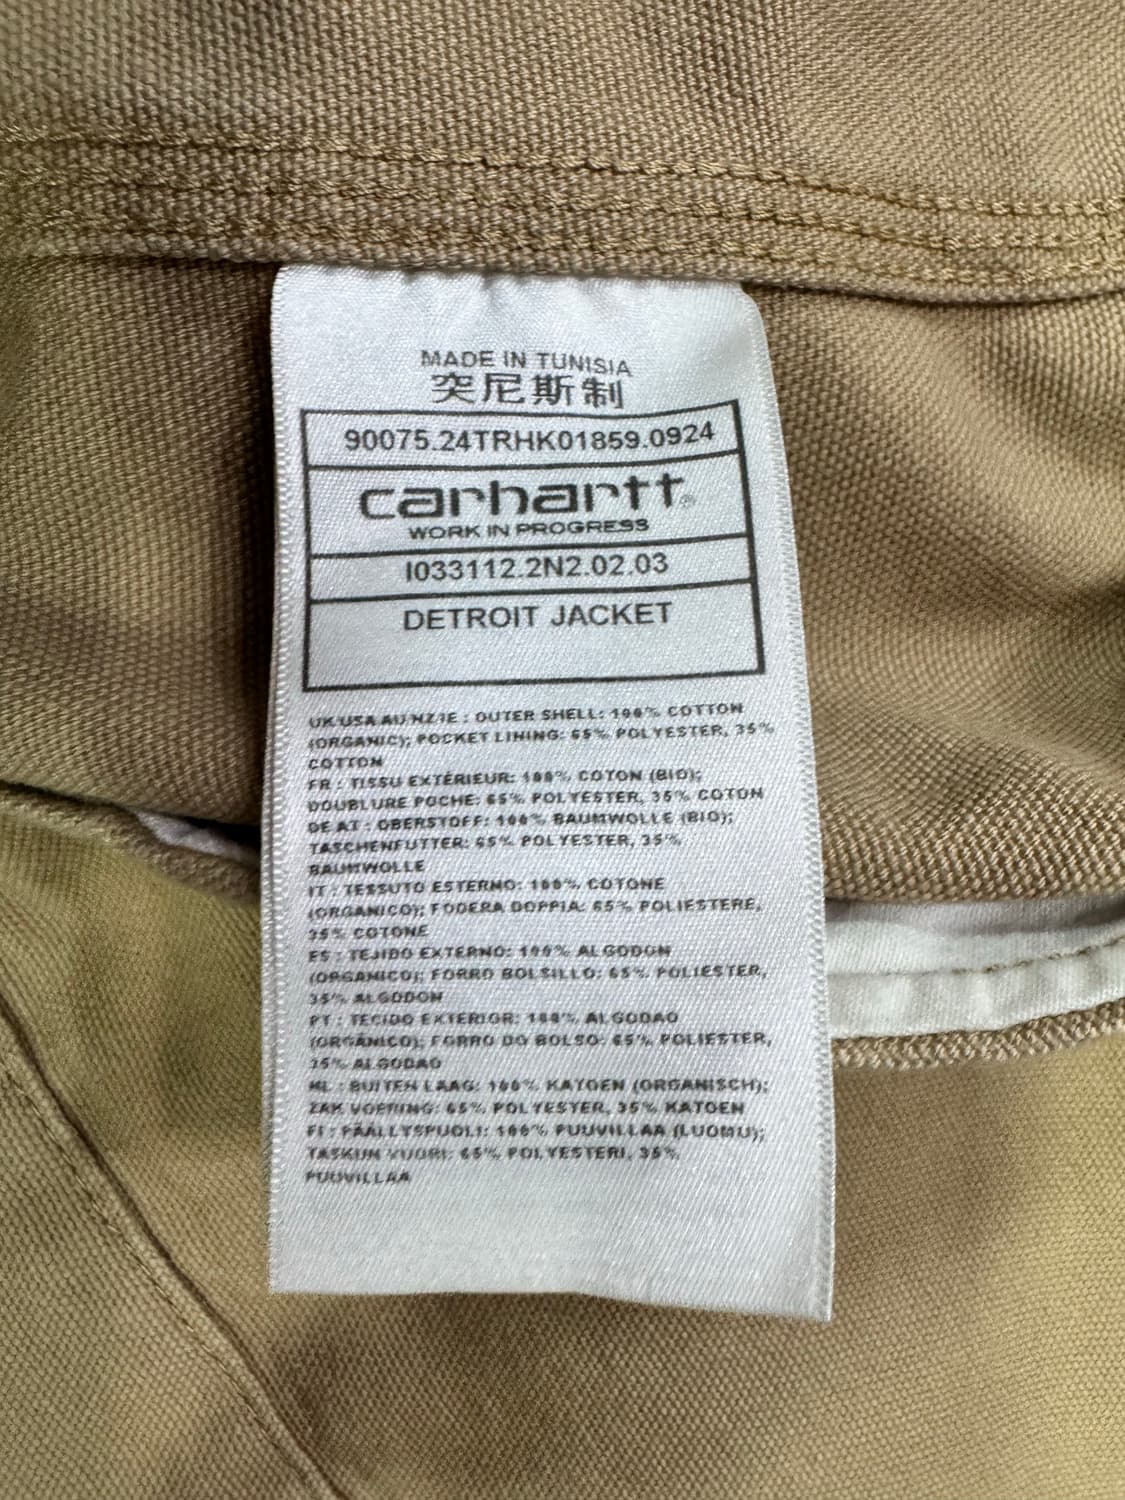 MADE IN TUNISIA
突尼斯制
90075.24TRHK01859.0924
carhartt®
WORK IN PROGRESS
I033112.2N2.02.03
DETROIT JACKET
UK/USA AU NZ IE : OUTER SHELL: 100% COTTON
(ORGANIC); POCKET LINING: 65% POLYESTER, 35%
COTTON
FR : TISSU EXTÉRIEUR: 100% COTON (BIO);
DOUBLURE POCHE: 65% POLYESTER, 35% COTON
DE AT : OBERSTOFF: 100% BAUMWOLLE (BIO);
TASCHENFUTTER: 65% POLYESTER, 35%
BAUMWOLLE
IT : TESSUTO ESTERNO: 100% COTONE
(ORGANICO); FODERA DOPPIA: 65% POLIESTERE,
35% COTONE
ES : TEJIDO EXTERNO: 100% ALGODON
(ORGANICO); FORRO BOLSILLO: 65% POLIESTER,
35% ALGODON
PT : TECIDO EXTERIOR: 100% ALGODAO
(ORGÂNICO); FORRO DO BOLSO: 65% POLIESTER,
35% ALGODAO
NL : BUITEN LAAG: 100% KATOEN (ORGANISCH);
ZAK VOERING: 65% POLYESTER, 35% KATOEN
FI : PÄÄLLYSPUOLI: 100% PUUVILLAA (LUOMU);
TASKUN VUORI: 65% POLYESTERI, 35%
PUUVILLAA